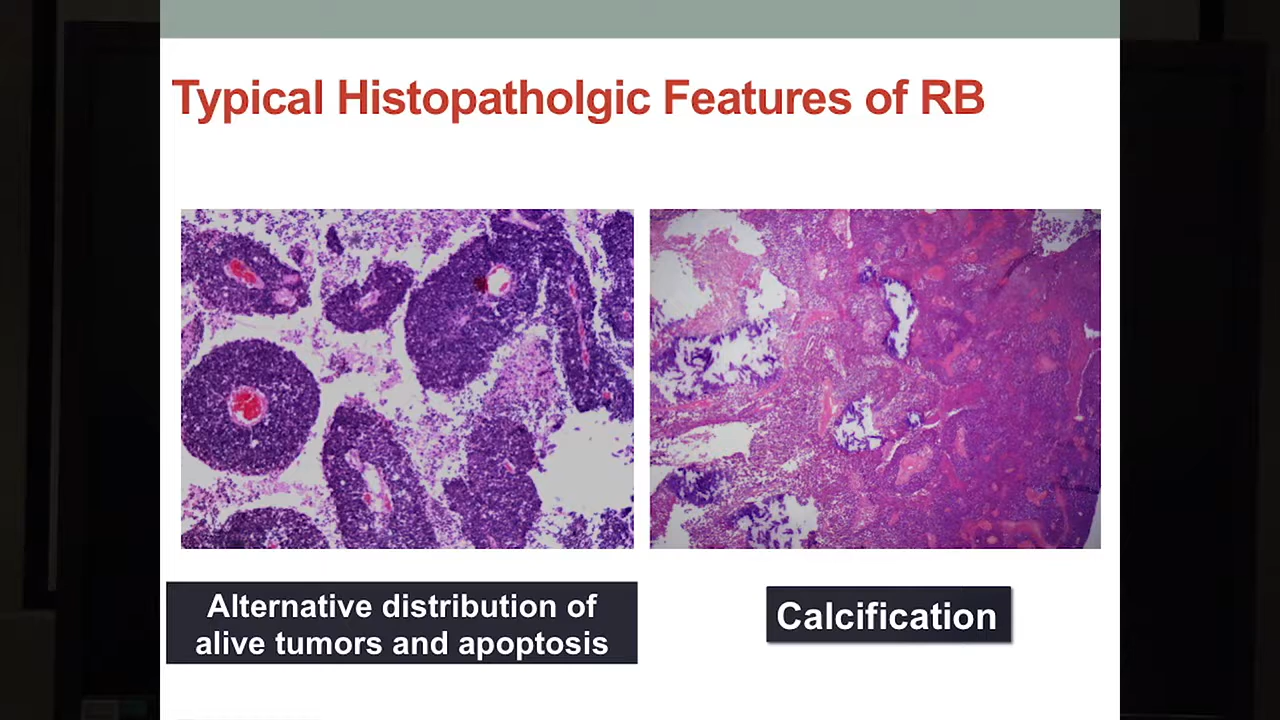 Typical Histopatholgic Features of RB
Alternative distribution of
alive tumors and apoptosis
Calcification